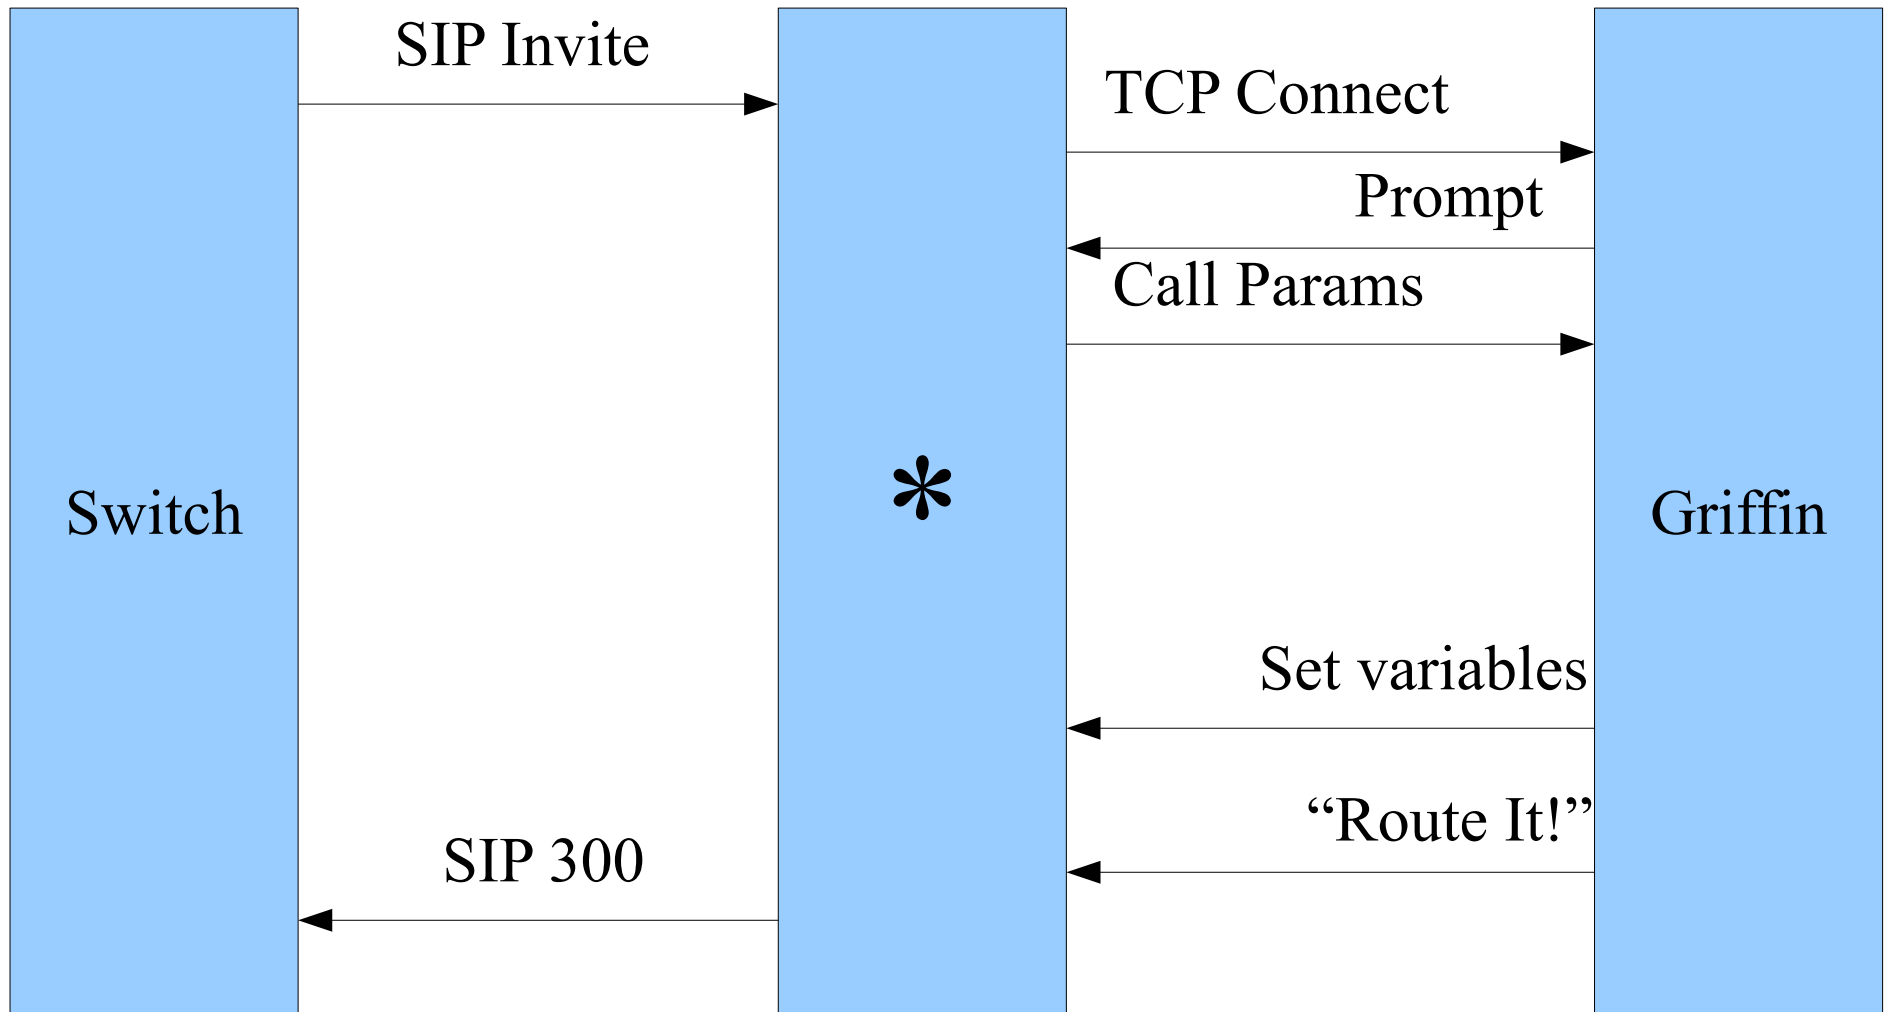 SIP Invite
TCP Connect
Prompt
Call Params
Switch
*
Griffin
Set variables
“Route It!”
SIP 300